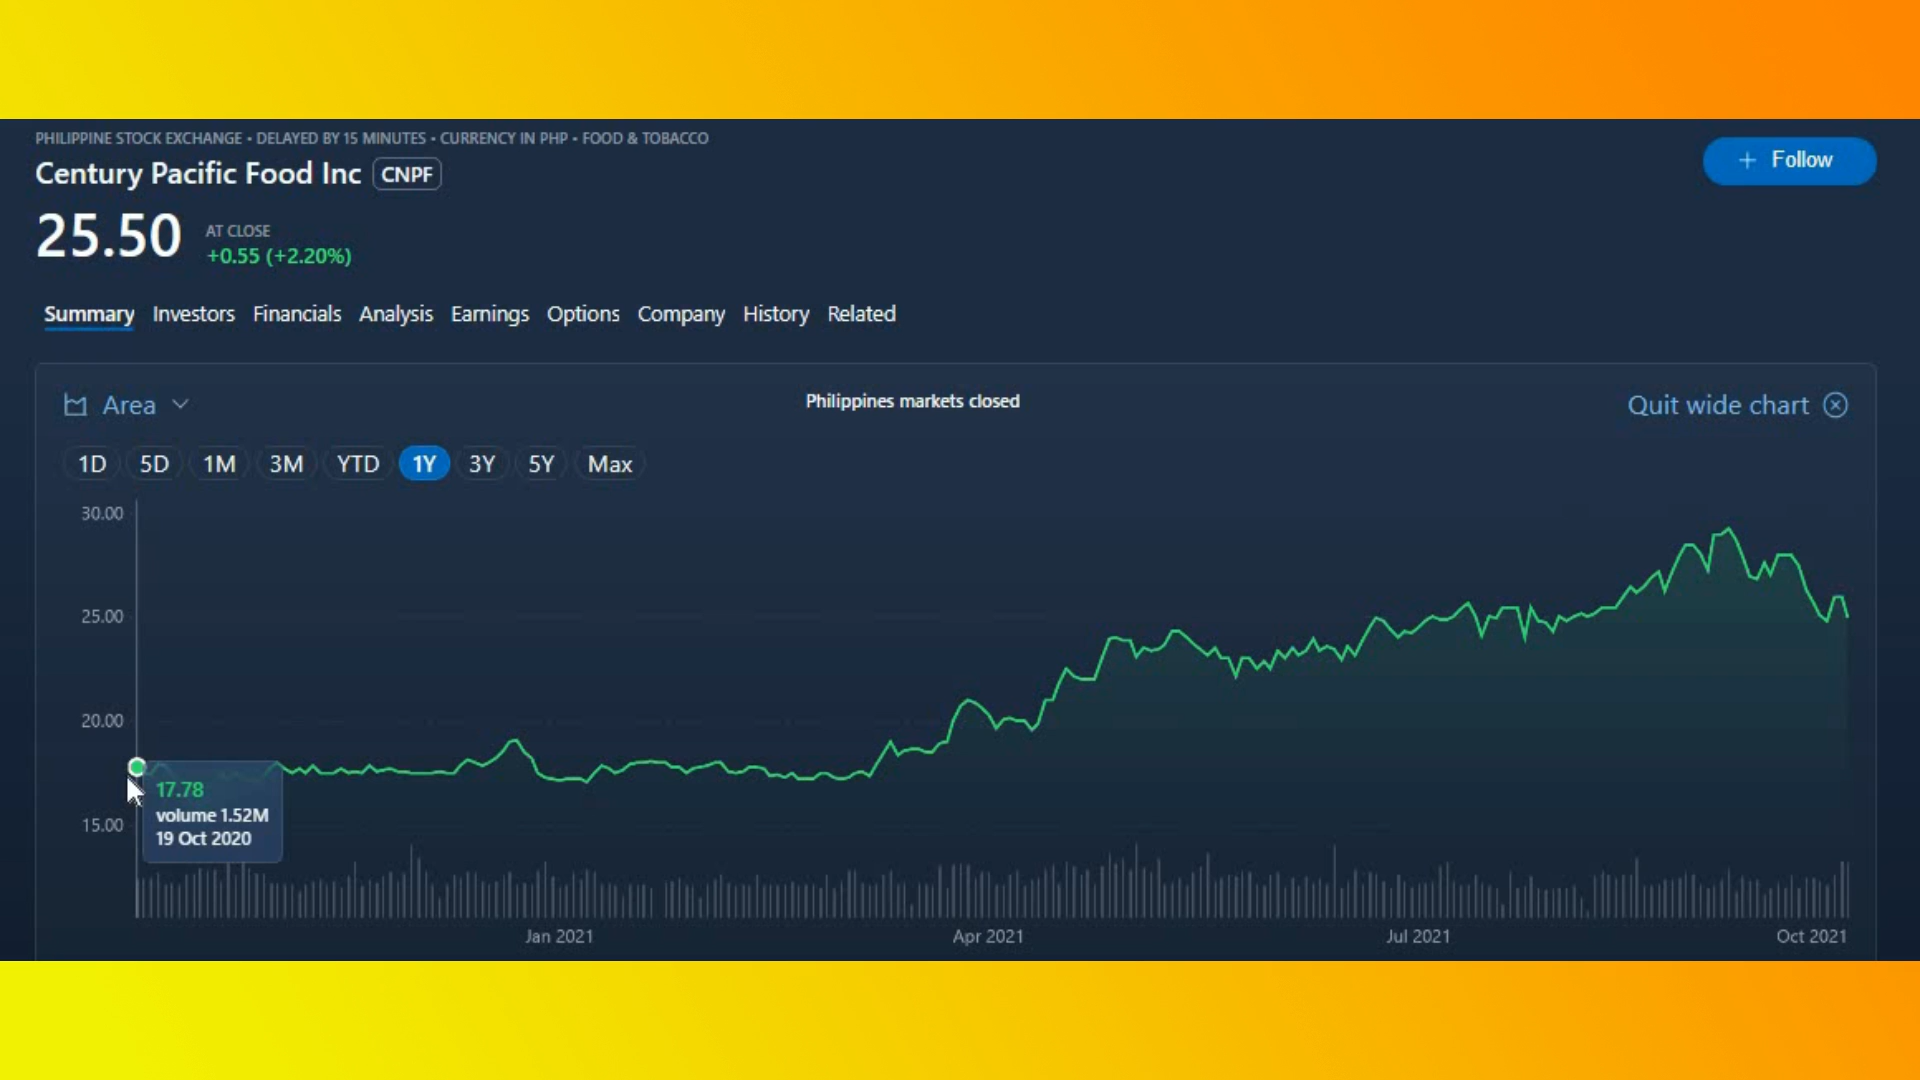 PHILIPPINE STOCK EXCHANGE • DELAYED BY 15 MINUTES • CURRENCY IN PHP • FOOD & TOBACCO
Century Pacific Food Inc CNPF
+ Follow
25.50
AT CLOSE
+0.55 (+2.20%)
Summary Investors Financials Analysis Earnings Options Company History Related
Area Philippines markets closed Quit wide chart
1D 5D 1M 3M YTD 1Y 3Y 5Y Max
30.00
25.00
20.00
17.78
volume 1.52M
15.00
19 Oct 2020
Jan 2021 Apr 2021 Jul 2021 Oct 2021